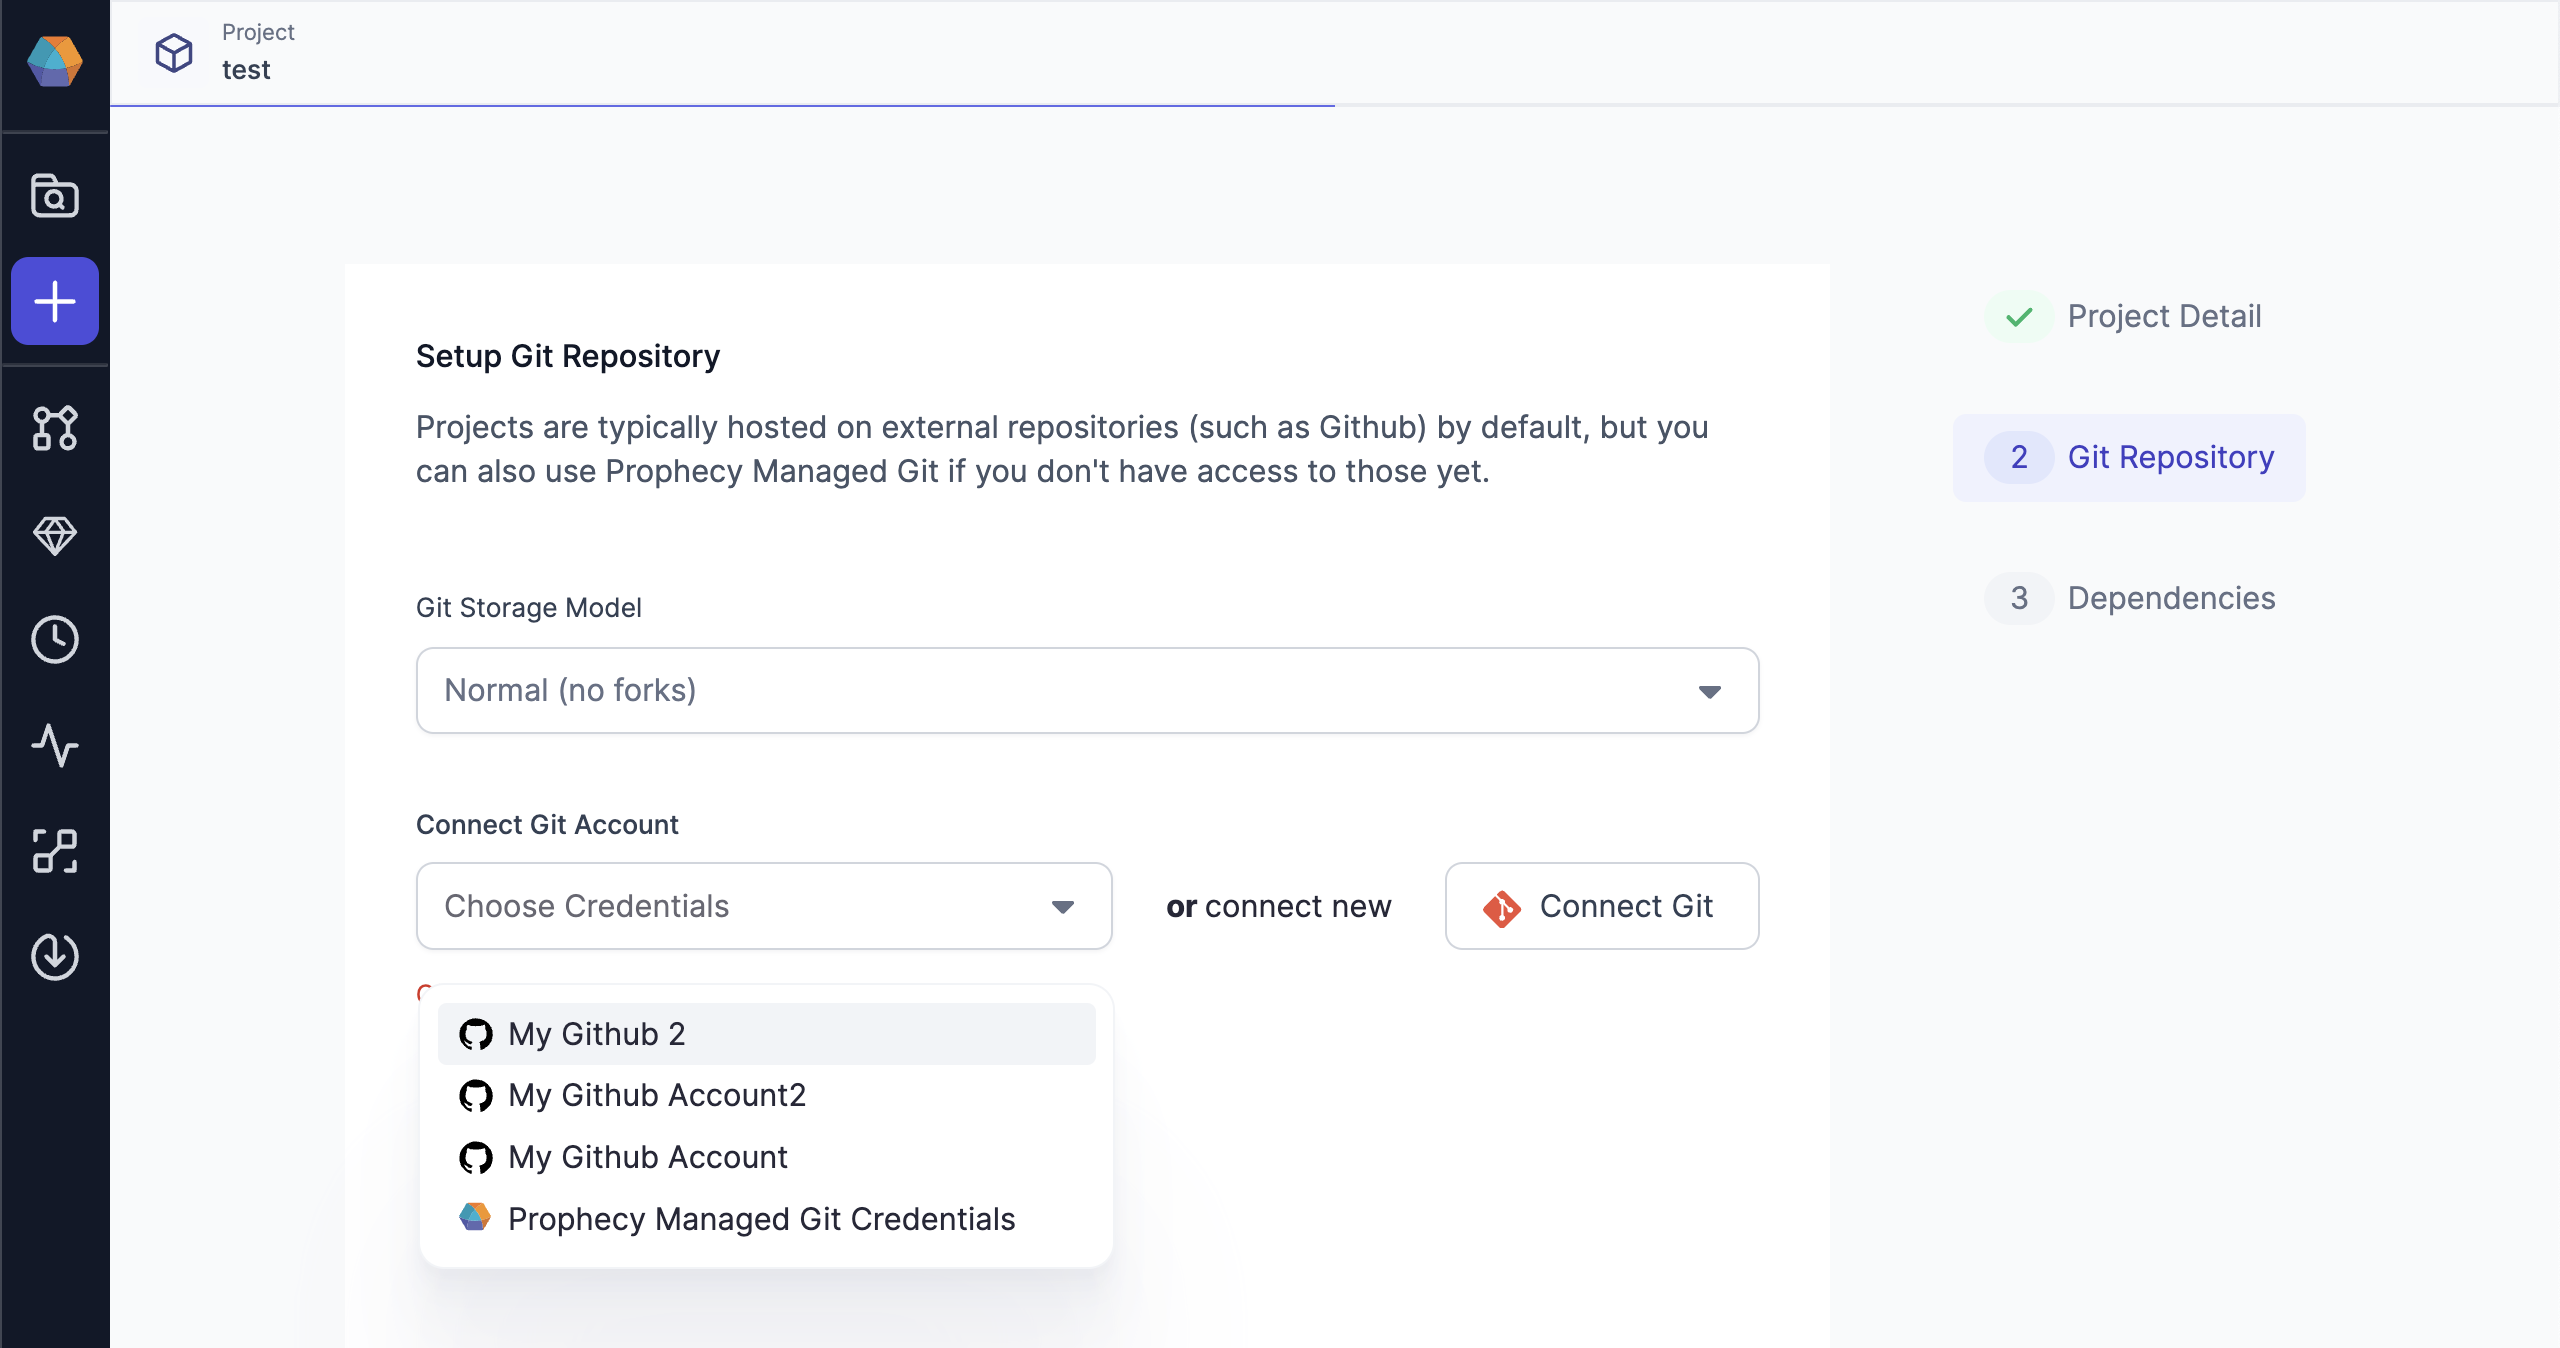 Project
test
Setup Git Repository
Projects are typically hosted on external repositories (such as Github) by default, but you
can also use Prophecy Managed Git if you don't have access to those yet.
Git Storage Model
Normal (no forks)
Connect Git Account
Choose Credentials
or connect new
Connect Git
My Github 2
My Github Account2
My Github Account
Prophecy Managed Git Credentials
Project Detail
2 Git Repository
3 Dependencies